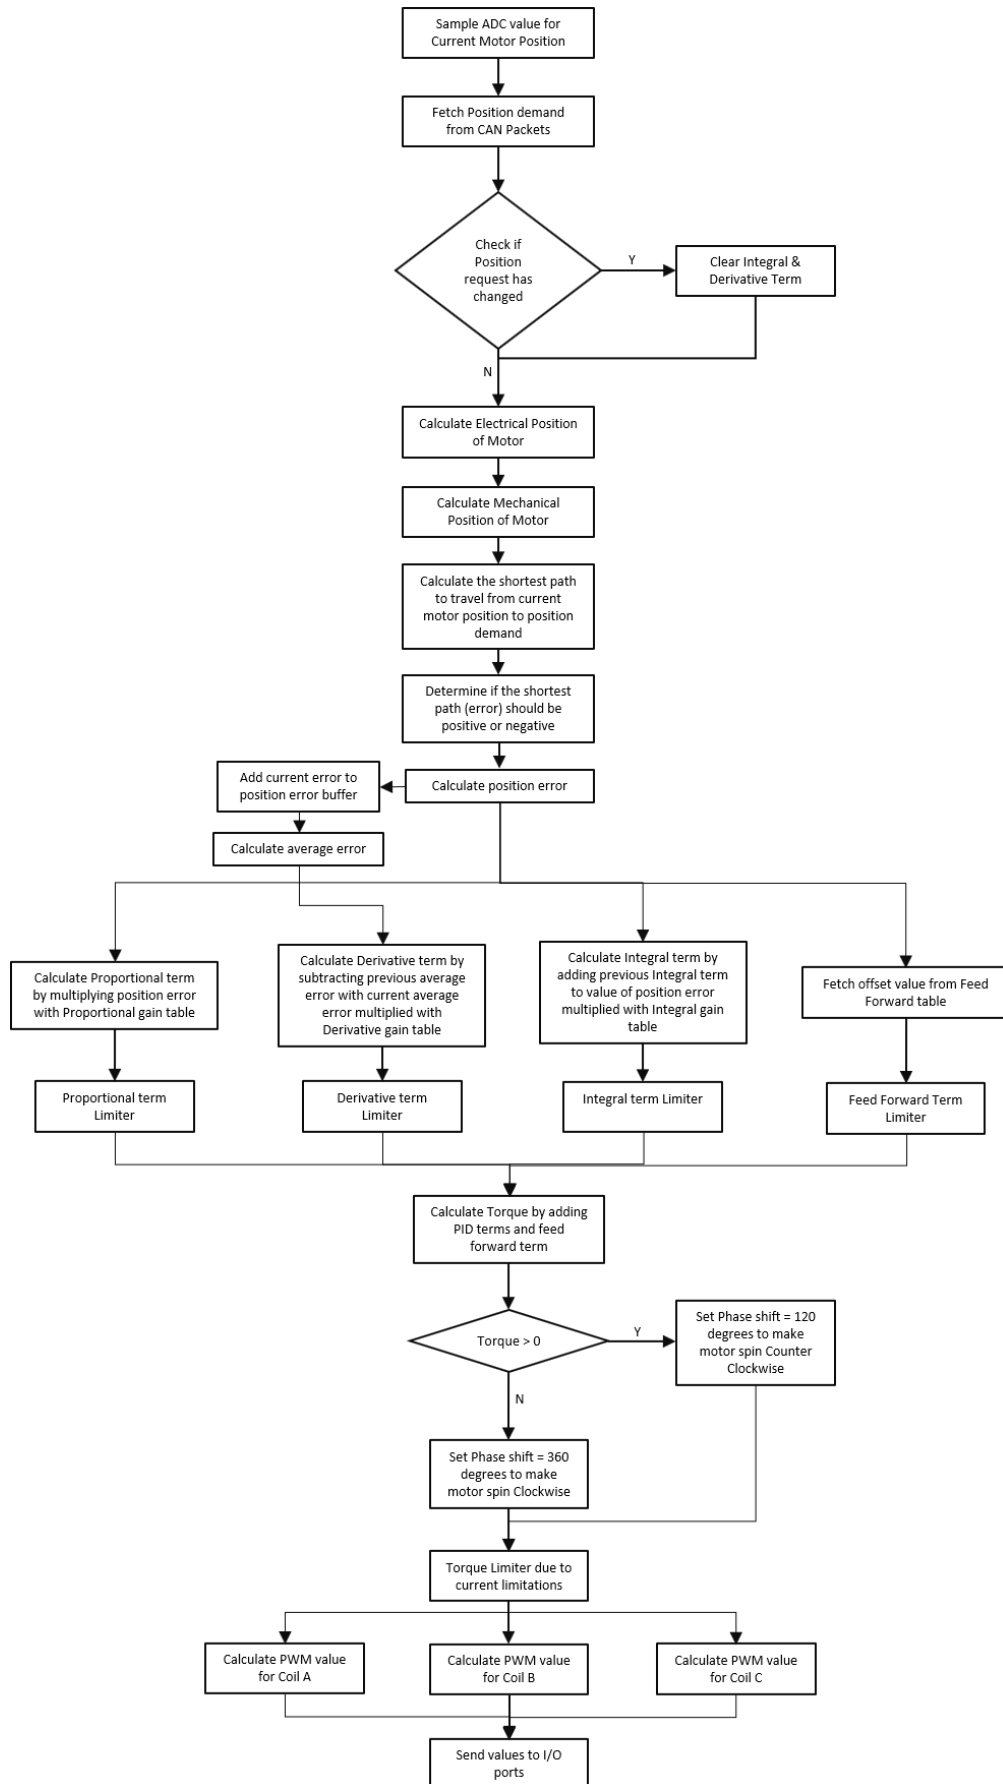 Sample ADC value for
Current Motor Position
Fetch Position demand
from CAN Packets
Check if
Position
request has
changed
Y
Clear Integral &
Derivative Term
N
Calculate Electrical Position
of Motor
Calculate Mechanical
Position of Motor
Calculate the shortest path
to travel from current
motor position to position
demand
Determine if the shortest
path (error) should be
positive or negative
Add current error to
position error buffer
Calculate position error
Calculate average error
Calculate Proportional term
by multiplying position error
with Proportional gain table
Calculate Derivative term by
subtracting previous average
error with current average
error multiplied with
Derivative gain table
Calculate Integral term by
adding previous Integral term
to value of position error
multiplied with Integral gain
table
Fetch offset value from Feed
Forward table
Proportional term
Limiter
Derivative term
Limiter
Integral term Limiter
Feed Forward Term
Limiter
Calculate Torque by adding
PID terms and feed
forward term
Torque > 0
Y
Set Phase shift = 120
degrees to make
motor spin Counter
Clockwise
N
Set Phase shift = 360
degrees to make
motor spin Clockwise
Torque Limiter due to
current limitations
Calculate PWM value
for Coil A
Calculate PWM value
for Coil B
Calculate PWM value
for Coil C
Send values to I/O
ports